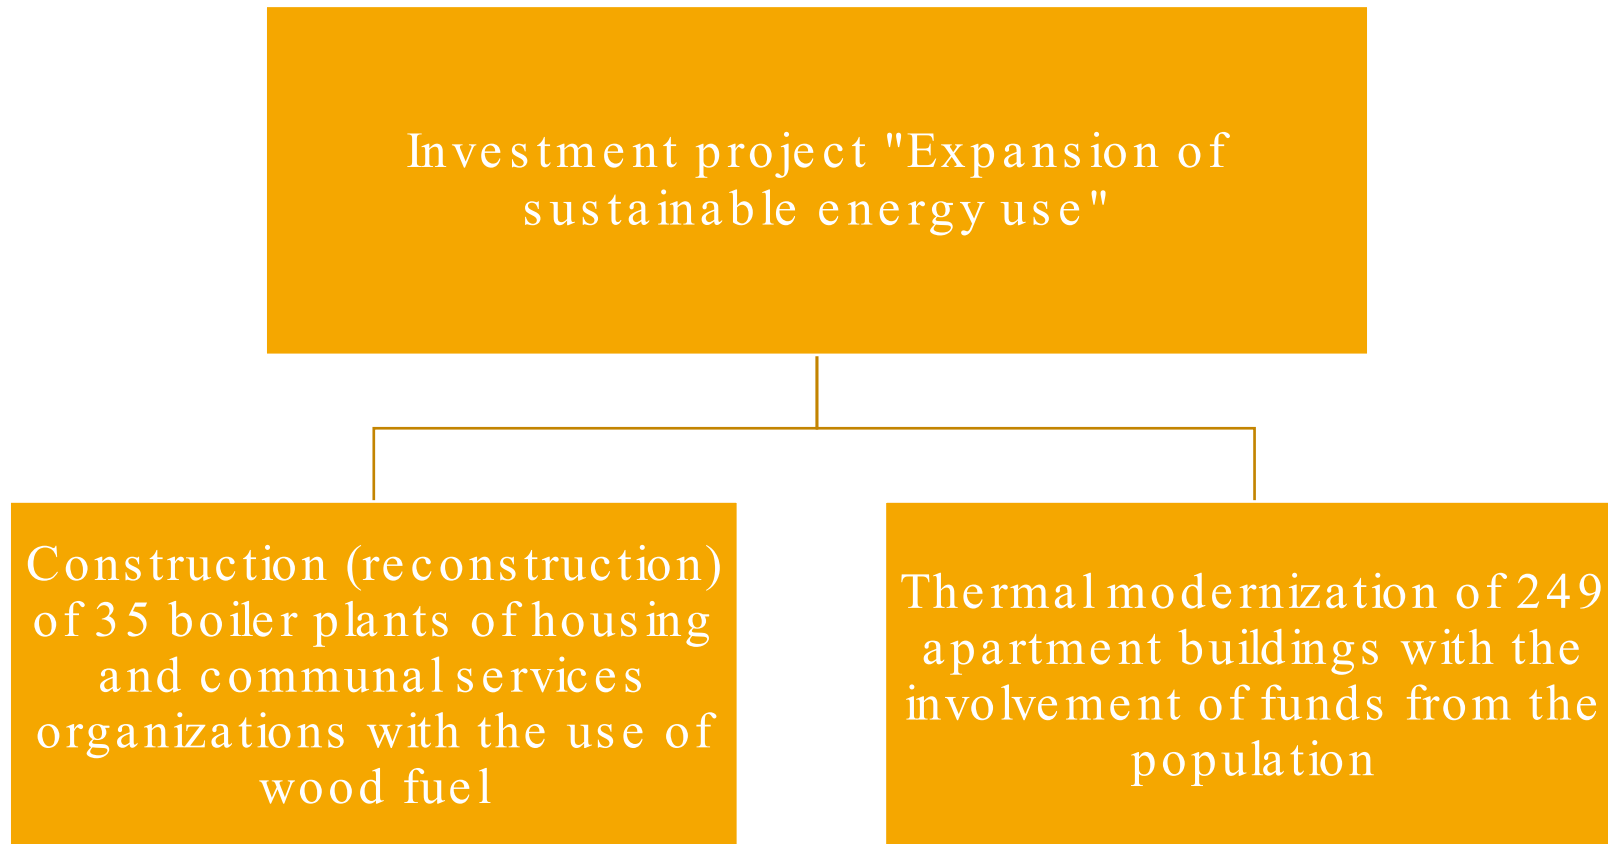 Investment project "Expansion of
sustainable energy use"
Construction (reconstruction)
of 35 boiler plants of housing
and communal services
organizations with the use of
wood fuel
Thermal modernization of 249
apartment buildings with the
involvement of funds from the
population